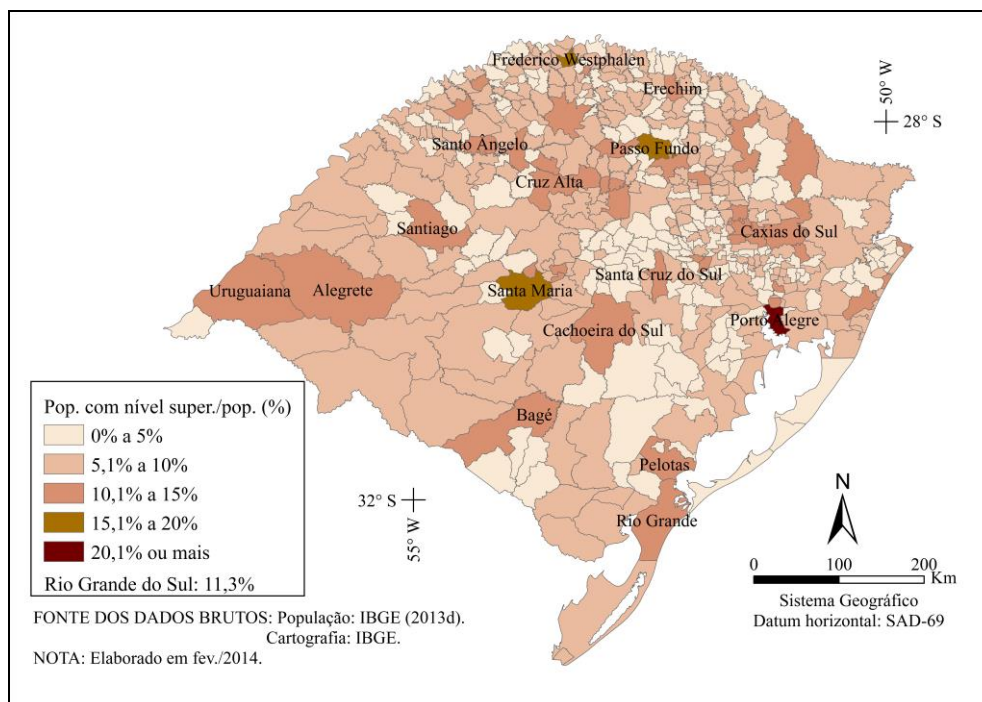 Frederico Westphalen
Erechim
50° W
28° S
Santo Ângelo
Passo Fundo
Cruz Alta
Santiago
Caxias do Sul
Santa Cruz do Sul
Uruguaiana
Alegrete
Santa Maria
Cachoeira do Sul
Porto Alegre
Bagé
Pelotas
Rio Grande
32° S
55° W
Pop. com nível super./pop. (%)
0% a 5%
5,1% a 10%
10,1% a 15%
15,1% a 20%
20,1% ou mais
Rio Grande do Sul: 11,3%
N
0 100 200
Km
Sistema Geográfico
Datum horizontal: SAD-69
FONTE DOS DADOS BRUTOS: População: IBGE (2013d).
Cartografia: IBGE.
NOTA: Elaborado em fev./2014.